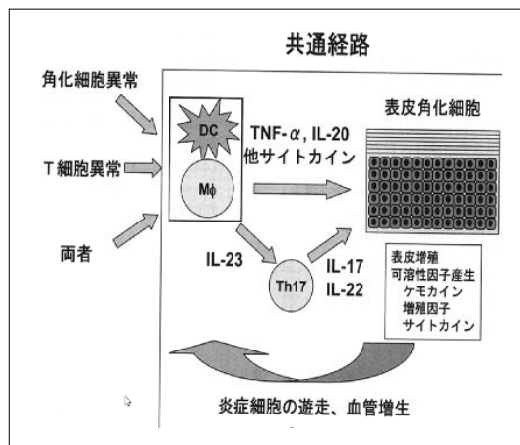 共通経路
角化細胞異常
T細胞異常
両者
DC
Mφ
TNF-α, IL-20
他サイトカイン
表皮角化細胞
IL-23
Th17
IL-17
IL-22
表皮増殖
可溶性因子産生
ケモカイン
増殖因子
サイトカイン
炎症細胞の遊走、血管増生